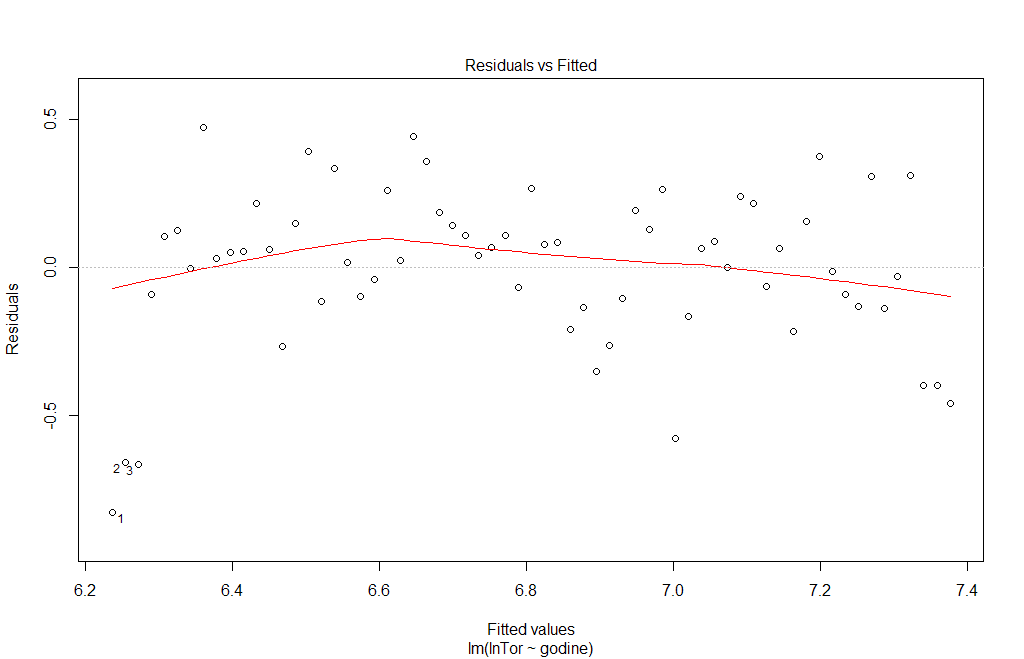 Residuals vs Fitted
Residuals
0.5
0.0
-0.5
2
3
1
6.2 6.4 6.6 6.8 7.0 7.2 7.4
Fitted values
lm(lnTor ~ godine)